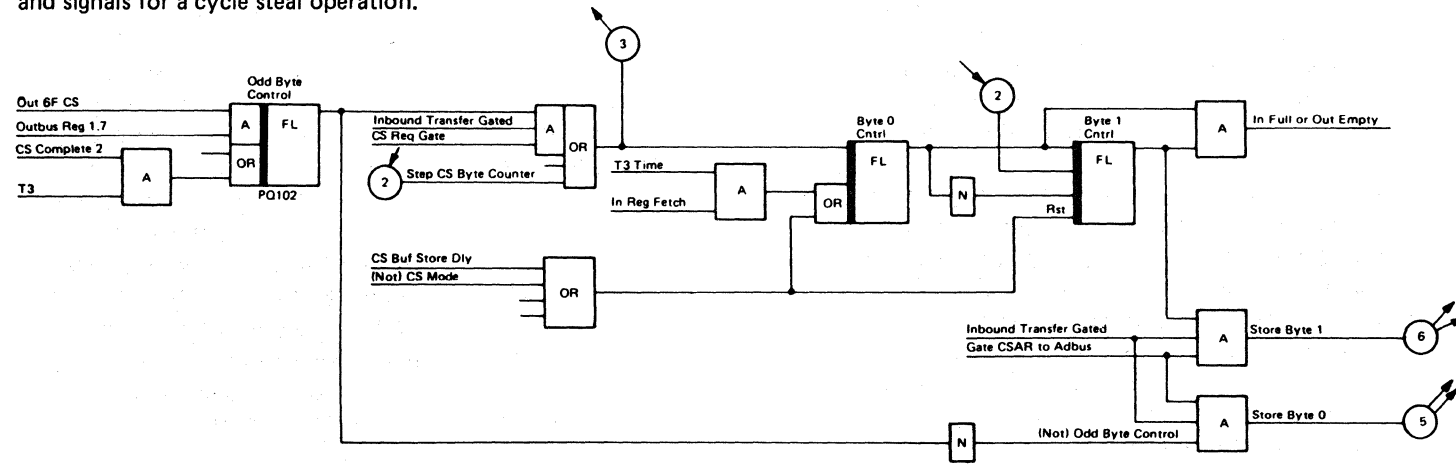 and signals for a cycle steal operation.
3
Odd Byte
Control
Out 6F CS
Outbus Reg 1.7
CS Complete 2
T3
A
A
OR
FL
PQ102
Inbound Transfer Gated
CS Req Gate
2
Step CS Byte Counter
A
OR
T3 Time
In Reg Fetch
A
OR
Byte 0
Cntrl
FL
N
2
Byte 1
Cntrl
FL
Rst
A
In Full or Out Empty
CS Buf Store Dly
(Not) CS Mode
OR
Inbound Transfer Gated
Gate CSAR to Adbus
A
Store Byte 1
6
N
(Not) Odd Byte Control
A
Store Byte 0
5